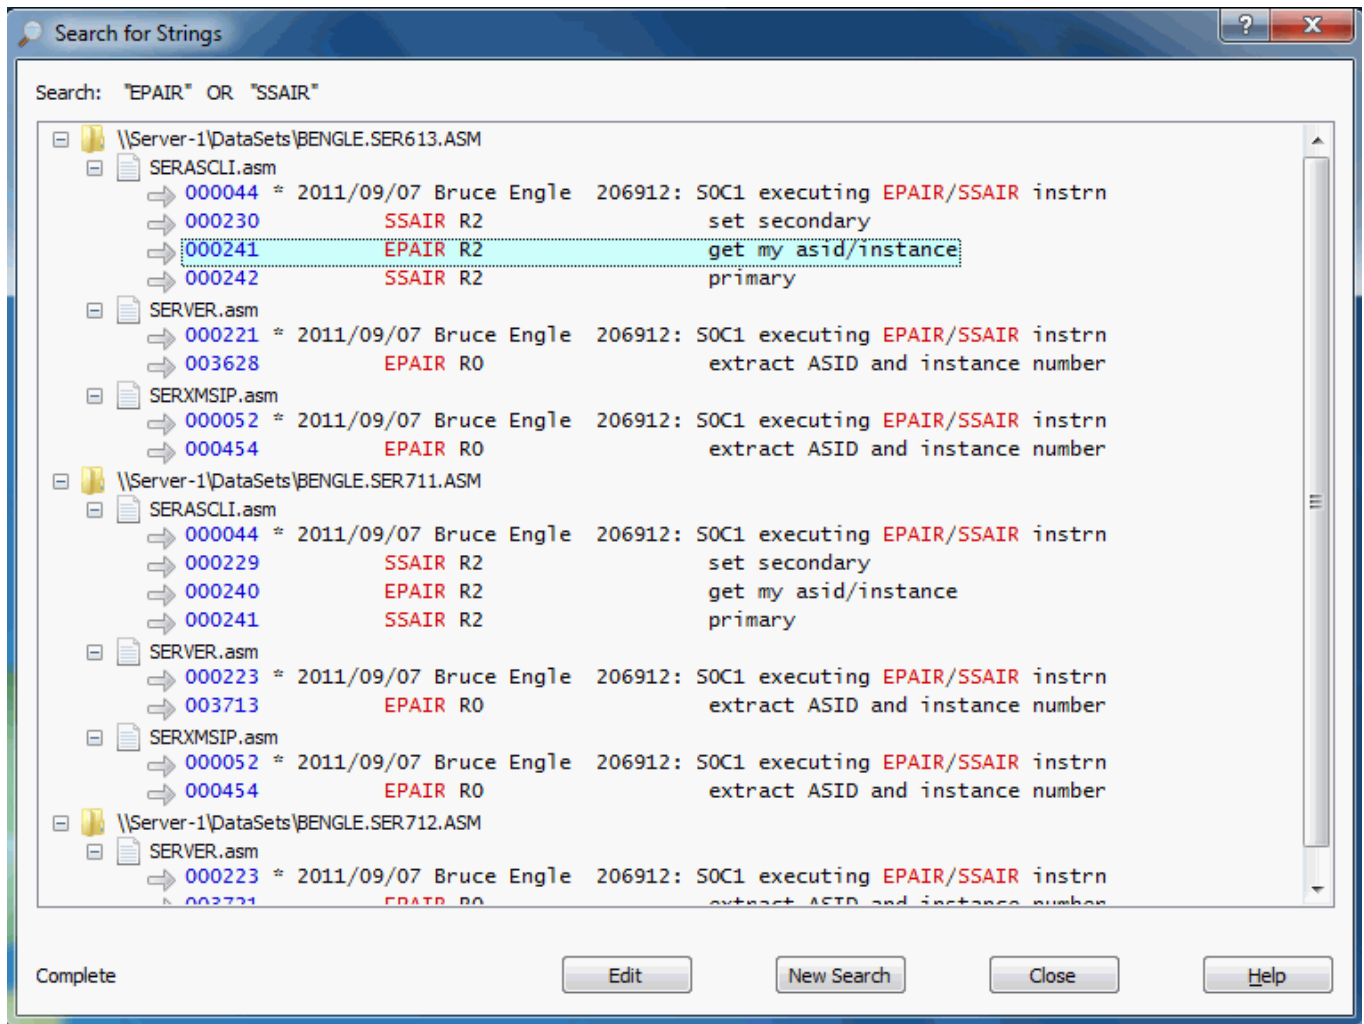 Search for Strings
Search: "EPAIR" OR "SSAIR"
\\Server-1\DataSets\BENGLE.SER613.ASM
SERASCLI.asm
000044 * 2011/09/07 Bruce Engle 206912: S0C1 executing EPAIR/SSAIR instrn
000230 SSAIR R2 set secondary
000241 EPAIR R2 get my asid/instance
000242 SSAIR R2 primary
SERVER.asm
000221 * 2011/09/07 Bruce Engle 206912: S0C1 executing EPAIR/SSAIR instrn
003628 EPAIR R0 extract ASID and instance number
SERXMSIP.asm
000052 * 2011/09/07 Bruce Engle 206912: S0C1 executing EPAIR/SSAIR instrn
000454 EPAIR R0 extract ASID and instance number
\\Server-1\DataSets\BENGLE.SER711.ASM
SERASCLI.asm
000044 * 2011/09/07 Bruce Engle 206912: S0C1 executing EPAIR/SSAIR instrn
000229 SSAIR R2 set secondary
000240 EPAIR R2 get my asid/instance
000241 SSAIR R2 primary
SERVER.asm
000223 * 2011/09/07 Bruce Engle 206912: S0C1 executing EPAIR/SSAIR instrn
003713 EPAIR R0 extract ASID and instance number
SERXMSIP.asm
000052 * 2011/09/07 Bruce Engle 206912: S0C1 executing EPAIR/SSAIR instrn
000454 EPAIR R0 extract ASID and instance number
\\Server-1\DataSets\BENGLE.SER712.ASM
SERVER.asm
000223 * 2011/09/07 Bruce Engle 206912: S0C1 executing EPAIR/SSAIR instrn
003721 EPAIR R0 extract ASID and instance number
Complete Edit New Search Close Help